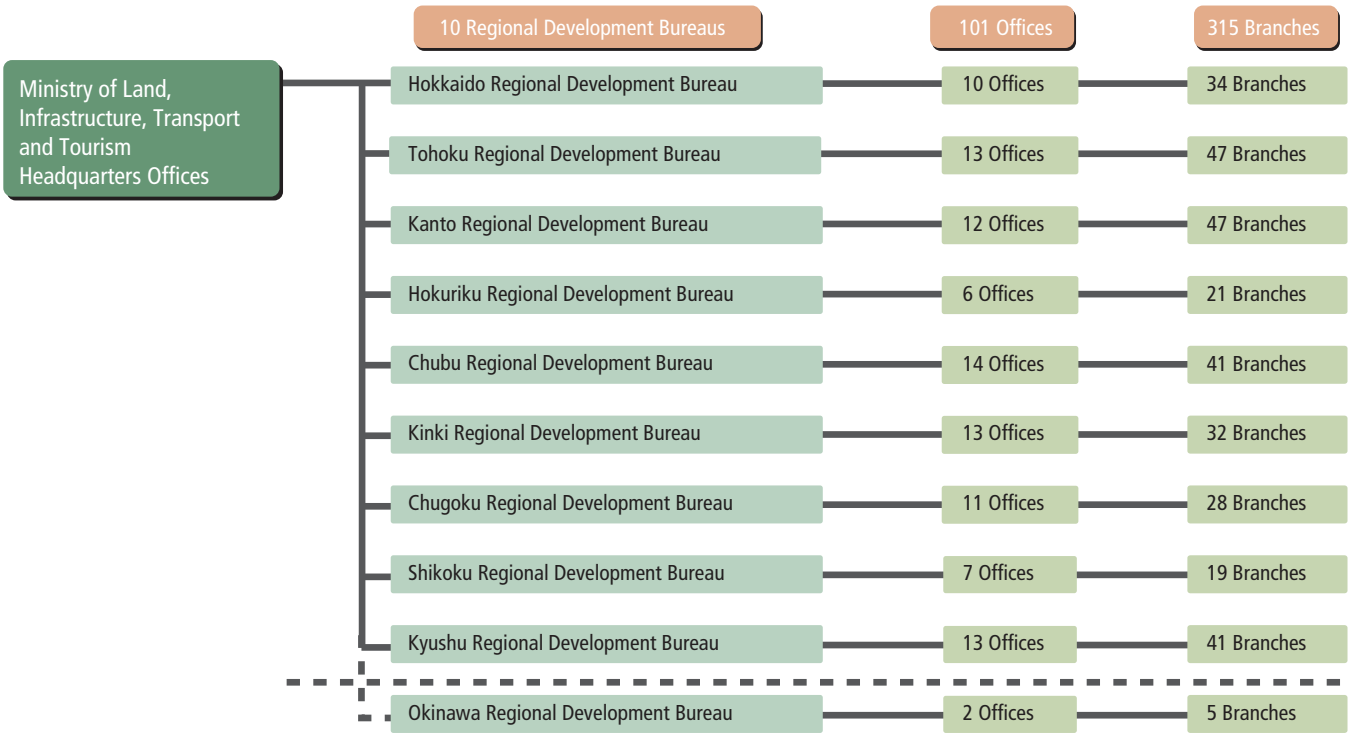 10 Regional Development Bureaus
101 Offices
315 Branches
Ministry of Land,
Infrastructure, Transport
and Tourism
Headquarters Offices
Hokkaido Regional Development Bureau
10 Offices
34 Branches
Tohoku Regional Development Bureau
13 Offices
47 Branches
Kanto Regional Development Bureau
12 Offices
47 Branches
Hokuriku Regional Development Bureau
6 Offices
21 Branches
Chubu Regional Development Bureau
14 Offices
41 Branches
Kinki Regional Development Bureau
13 Offices
32 Branches
Chugoku Regional Development Bureau
11 Offices
28 Branches
Shikoku Regional Development Bureau
7 Offices
19 Branches
Kyushu Regional Development Bureau
13 Offices
41 Branches
Okinawa Regional Development Bureau
2 Offices
5 Branches